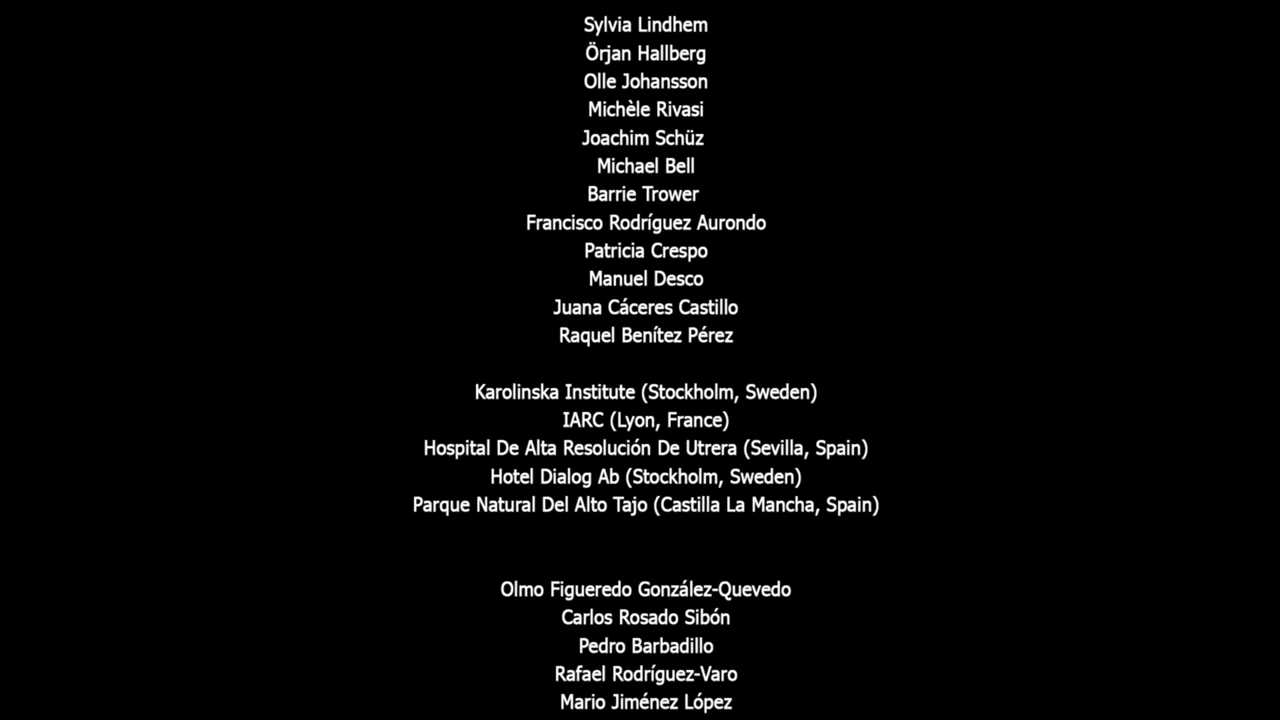 Sylvia Lindhem
Örjan Hallberg
Olle Johansson
Michèle Rivasi
Joachim Schüz
Michael Bell
Barrie Trower
Francisco Rodríguez Aurondo
Patricia Crespo
Manuel Desco
Juana Cáceres Castillo
Raquel Benítez Pérez
Karolinska Institute (Stockholm, Sweden)
IARC (Lyon, France)
Hospital De Alta Resolución De Utrera (Sevilla, Spain)
Hotel Dialog Ab (Stockholm, Sweden)
Parque Natural Del Alto Tajo (Castilla La Mancha, Spain)
Olmo Figueredo González-Quevedo
Carlos Rosado Sibón
Pedro Barbadillo
Rafael Rodríguez-Varo
Mario Jiménez López